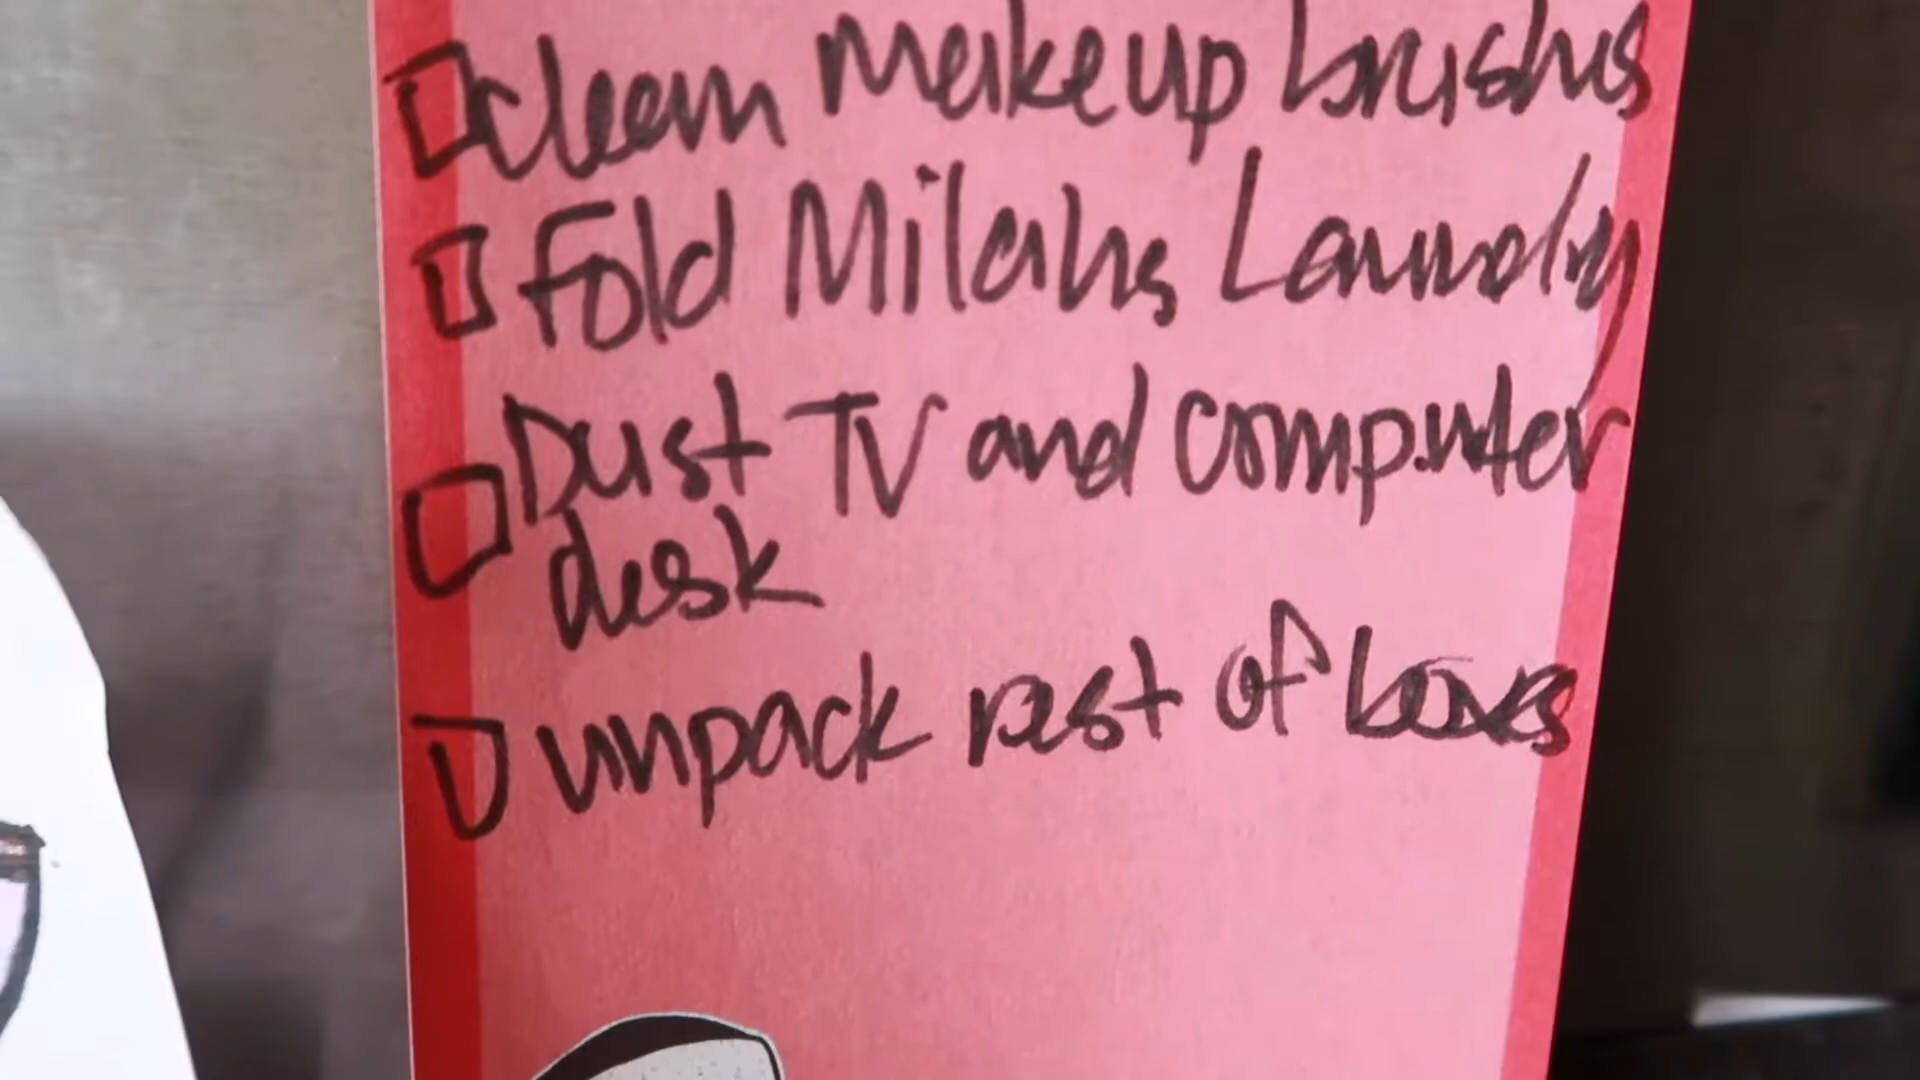 clean makeup brushes
Fold Milahs Laundry
Dust TV and computer
desk
unpack rest of boxes